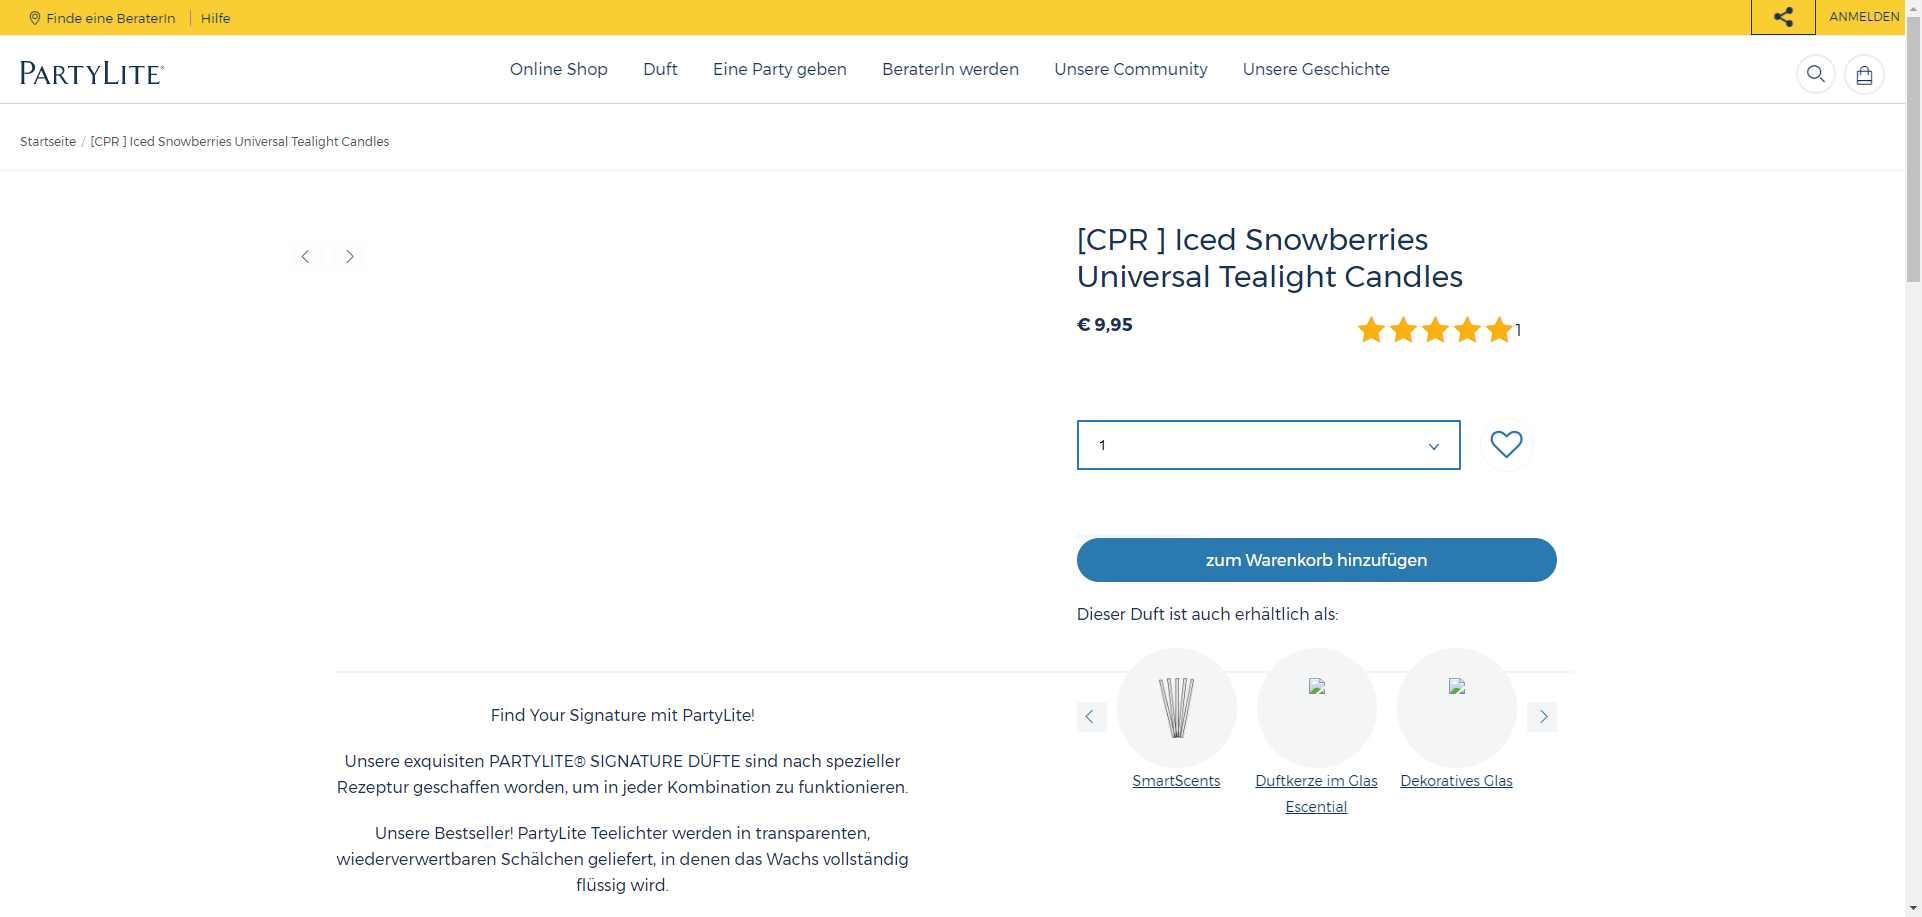 Finde eine BeraterIn
Hilfe
ANMELDEN
PARTYLITE®
Online Shop
Duft
Eine Party geben
BeraterIn werden
Unsere Community
Unsere Geschichte
Startseite / [CPR ] Iced Snowberries Universal Tealight Candles
[CPR ] Iced Snowberries
Universal Tealight Candles
€ 9,95
1
1
zum Warenkorb hinzufügen
Dieser Duft ist auch erhältlich als:
SmartScents
Duftkerze im Glas
Escential
Dekoratives Glas
Find Your Signature mit PartyLite!
Unsere exquisiten PARTYLITE® SIGNATURE DÜFTE sind nach spezieller
Rezeptur geschaffen worden, um in jeder Kombination zu funktionieren.
Unsere Bestseller! PartyLite Teelichter werden in transparenten,
wiederverwertbaren Schälchen geliefert, in denen das Wachs vollständig
flüssig wird.